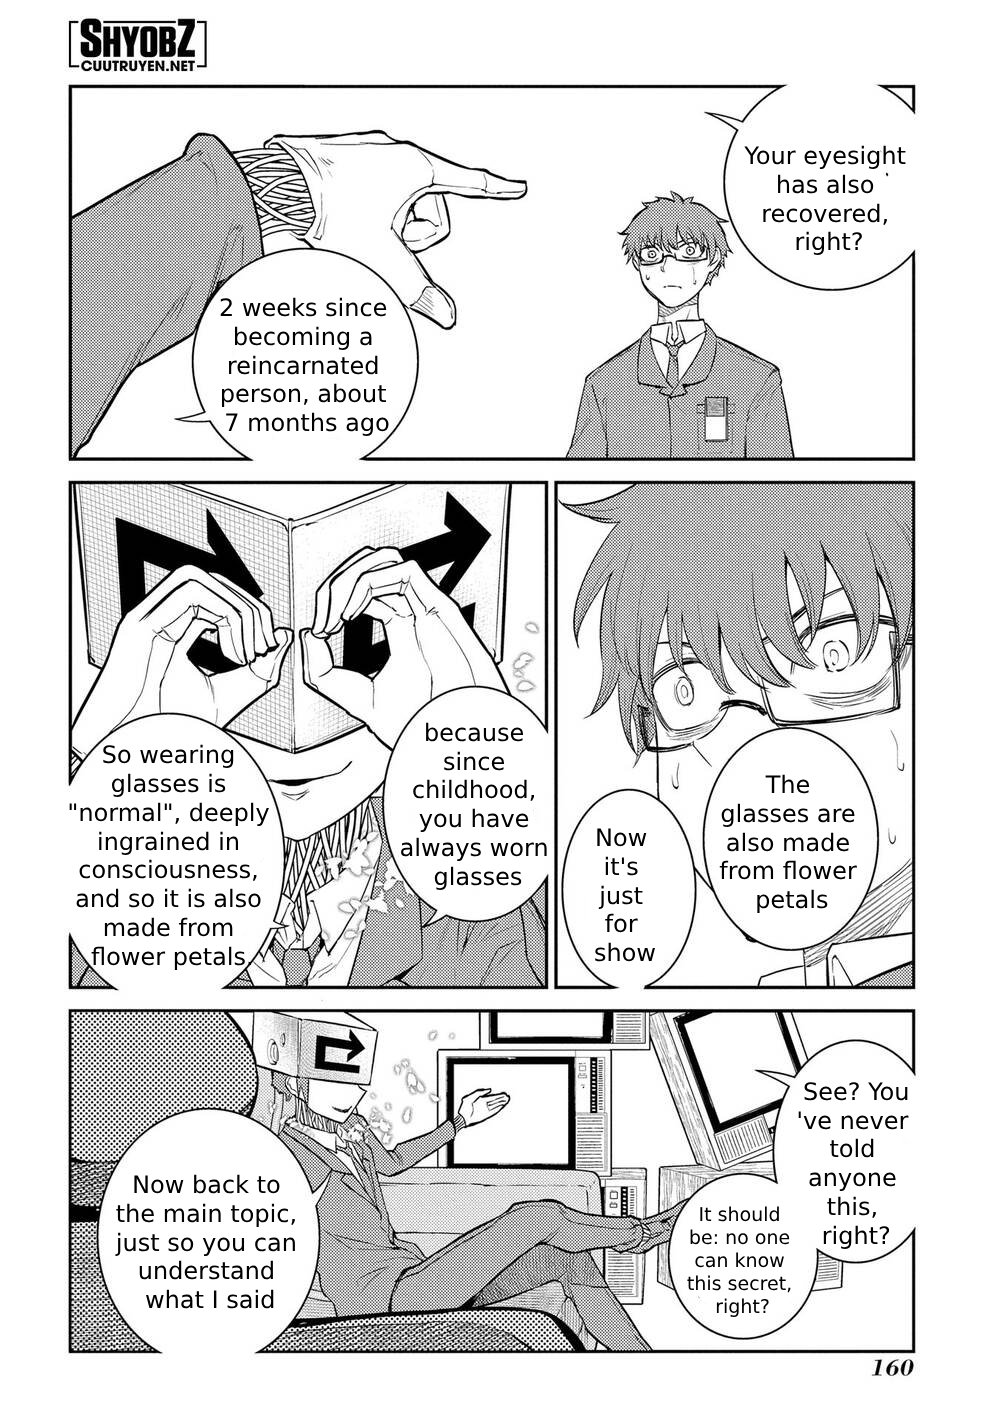 SHYOBZ
CUUTRUYEN.NET
Your eyesight
has also
recovered,
right?
2 weeks since
becoming a
reincarnated
person, about
7 months ago
because
since
childhood,
you have
always worn
glasses
So wearing
glasses is
"normal", deeply
ingrained in
consciousness,
and so it is also
made from
flower petals.
The
glasses are
also made
from flower
petals
Now
it's
just
for
show
See? You
've never
told
anyone
this,
right?
It should
be: no one
can know
this secret,
right?
Now back to
the main topic,
just so you can
understand
what I said
160